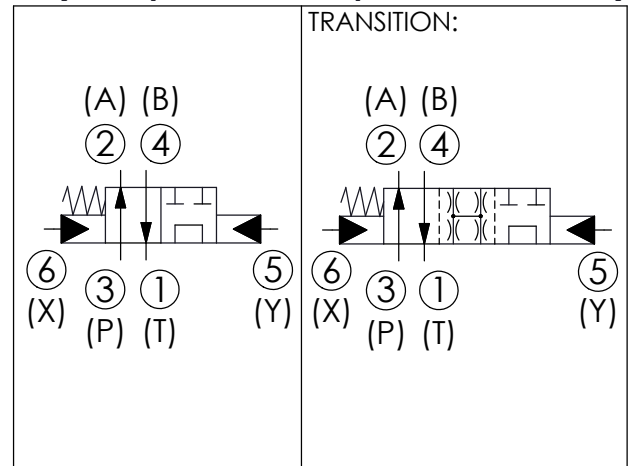 TRANSITION:
(A) (B)
2 4
6 5
(X) 3 1 (Y)
(P) (T)
(A) (B)
2 4
6 5
(X) 3 1 (Y)
(P) (T)